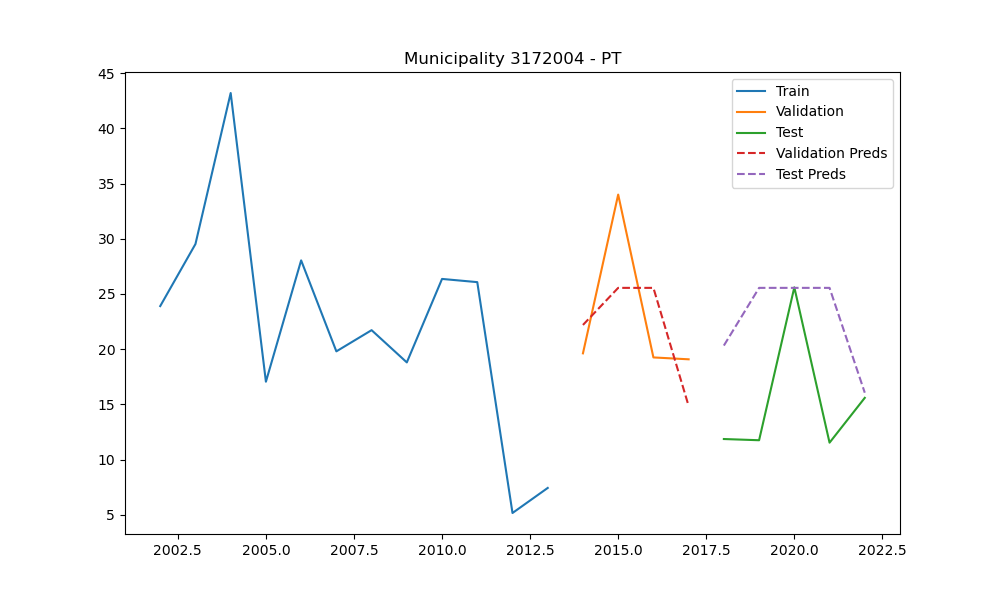 Municipality 3172004 - PT
45
40
35
30
25
20
15
10
5
2002.5 2005.0 2007.5 2010.0 2012.5 2015.0 2017.5 2020.0 2022.5
Train
Validation
Test
Validation Preds
Test Preds